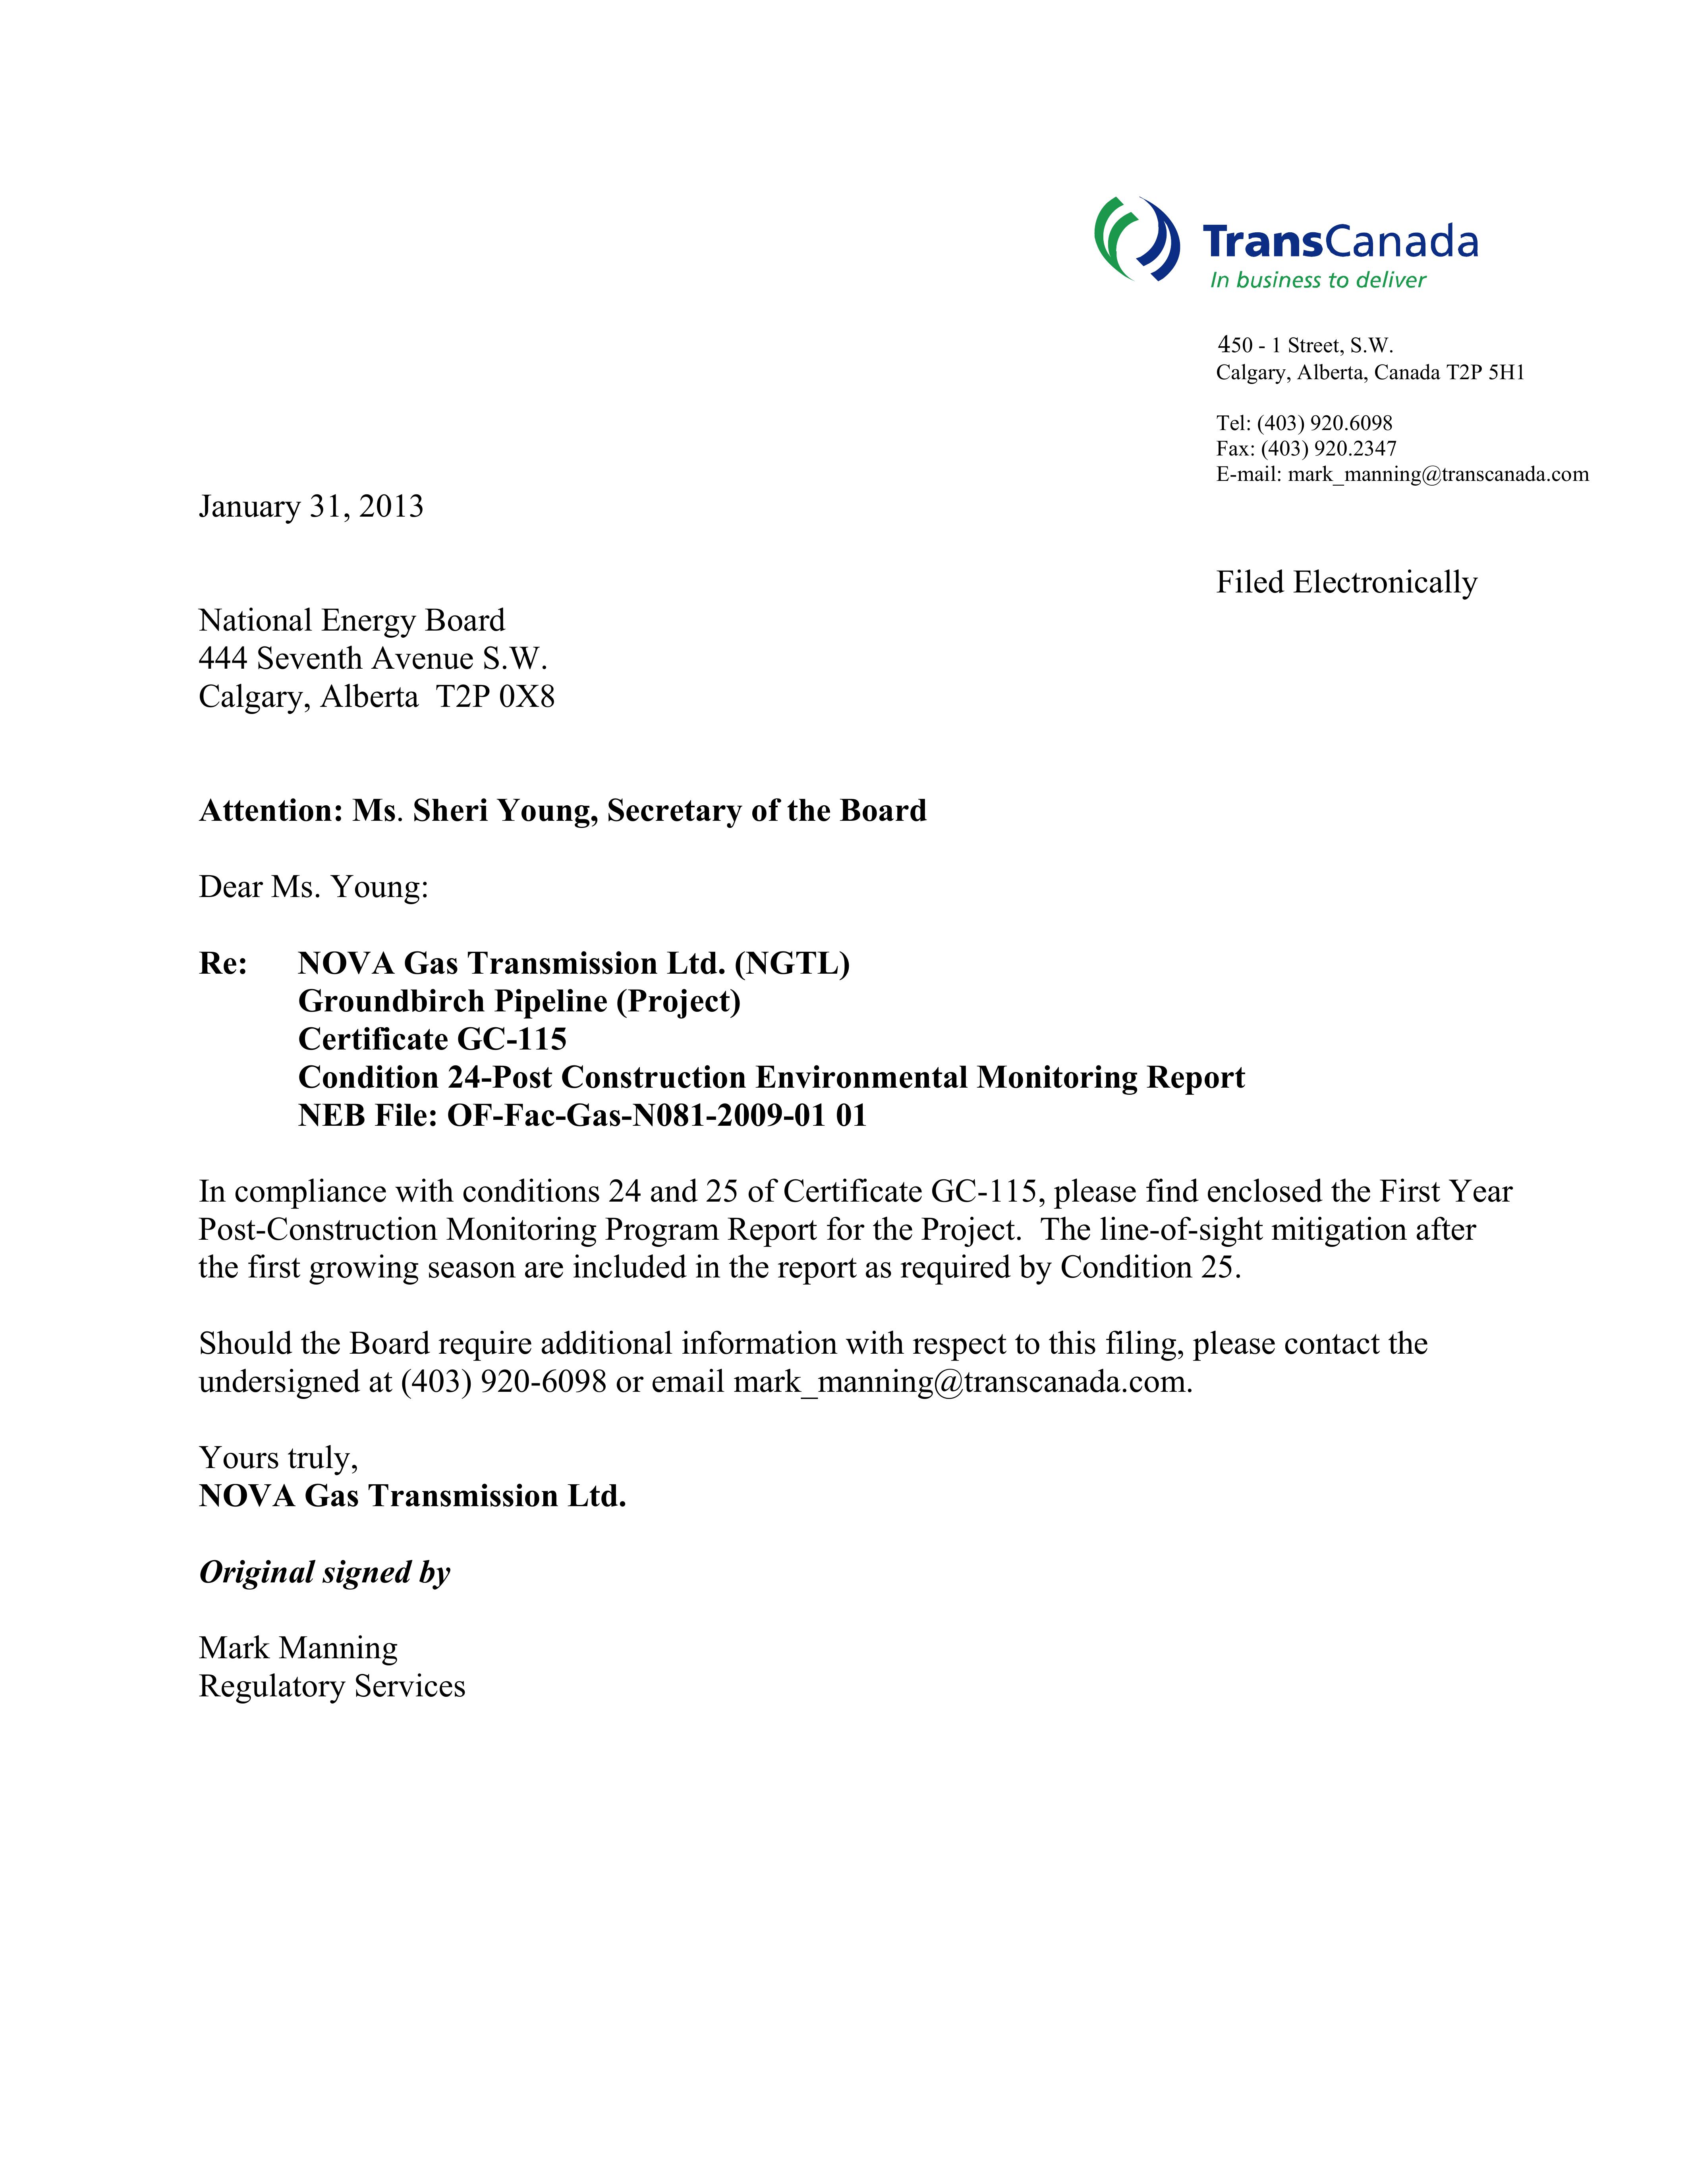 TransCanada
In business to deliver
450 - 1 Street, S.W.
Calgary, Alberta, Canada T2P 5H1
Tel: (403) 920.6098
Fax: (403) 920.2347
E-mail: mark_manning@transcanada.com
January 31, 2013
Filed Electronically
National Energy Board
444 Seventh Avenue S.W.
Calgary, Alberta  T2P 0X8
Attention: Ms. Sheri Young, Secretary of the Board
Dear Ms. Young:
Re: NOVA Gas Transmission Ltd. (NGTL)
Groundbirch Pipeline (Project)
Certificate GC-115
Condition 24-Post Construction Environmental Monitoring Report
NEB File: OF-Fac-Gas-N081-2009-01 01
In compliance with conditions 24 and 25 of Certificate GC-115, please find enclosed the First Year
Post-Construction Monitoring Program Report for the Project.  The line-of-sight mitigation after
the first growing season are included in the report as required by Condition 25.
Should the Board require additional information with respect to this filing, please contact the
undersigned at (403) 920-6098 or email mark_manning@transcanada.com.
Yours truly,
NOVA Gas Transmission Ltd.
Original signed by
Mark Manning
Regulatory Services